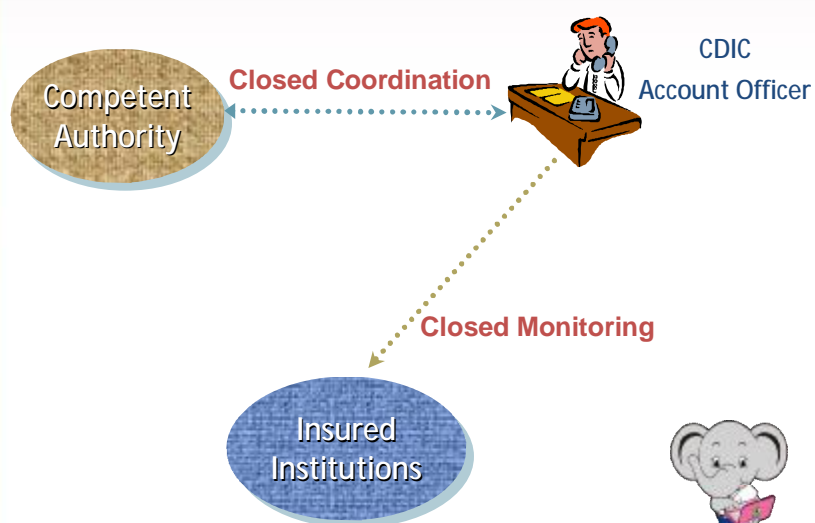 CDIC
Account Officer
Closed Coordination
Competent
Authority
Closed Monitoring
Insured
Institutions